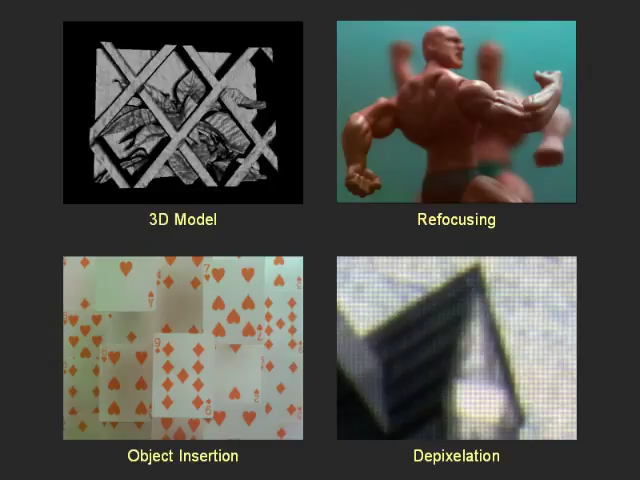 3D Model
Refocusing
Object Insertion
Depixelation